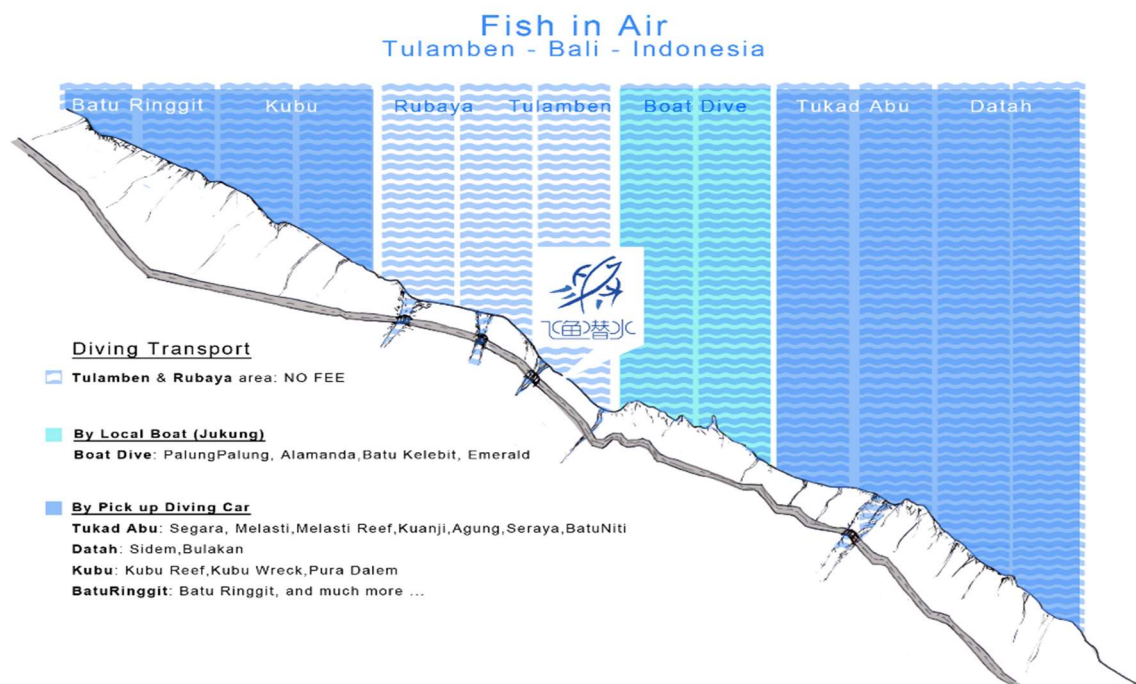 Fish in Air
Tulamben - Bali - Indonesia
Batu Ringgit Kubu Rubaya Tulamben Boat Dive Tukad Abu Datah
飞鱼潜水
Diving Transport
Tulamben & Rubaya area: NO FEE
By Local Boat (Jukung)
Boat Dive: PalungPalung, Alamanda,Batu Kelebit, Emerald
By Pick up Diving Car
Tukad Abu: Segara, Melasti,Melasti Reef,Kuanji,Agung,Seraya,BatuNiti
Datah: Sidem,Bulakan
Kubu: Kubu Reef,Kubu Wreck,Pura Dalem
BatuRinggit: Batu Ringgit, and much more ...